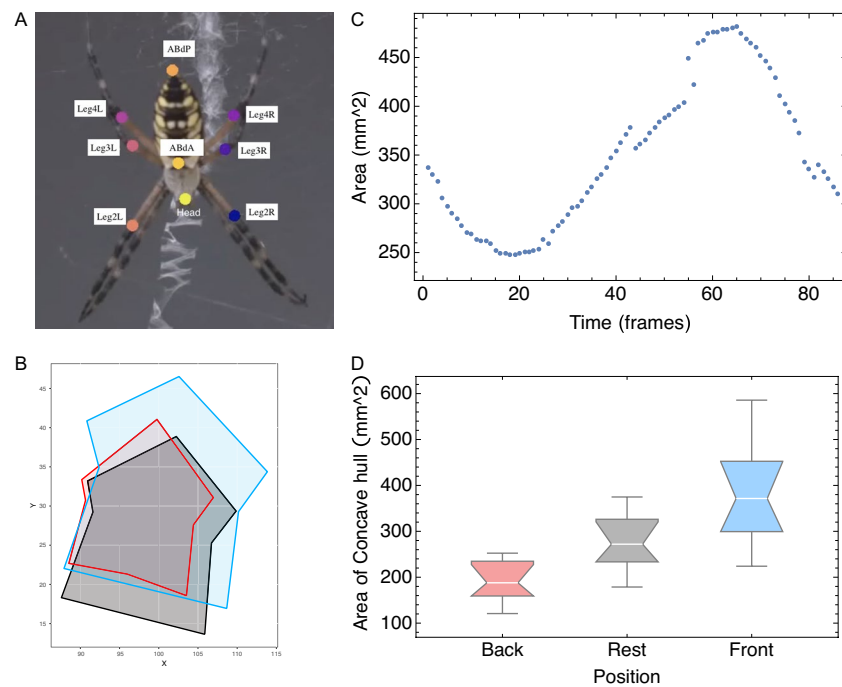 A
ABdP
Leg4L
Leg4R
Leg3L
ABdA
Leg3R
Leg2L
Head
Leg2R
B
45
40
35
30
25
20
15
Y
90
95
100
105
110
115
X
C
450
400
350
300
250
Area (mm^2)
0
20
40
60
80
Time (frames)
D
600
500
400
300
200
100
Area of Concave hull (mm^2)
Back
Rest
Front
Position